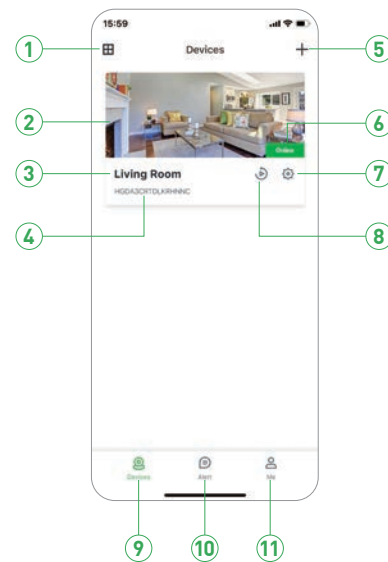 15:59
1
Devices
5
2
6
Online
3
Living Room
7
HGDA3CRTDLKRHNNC
4
8
Devices
Alert
Me
9
10
11